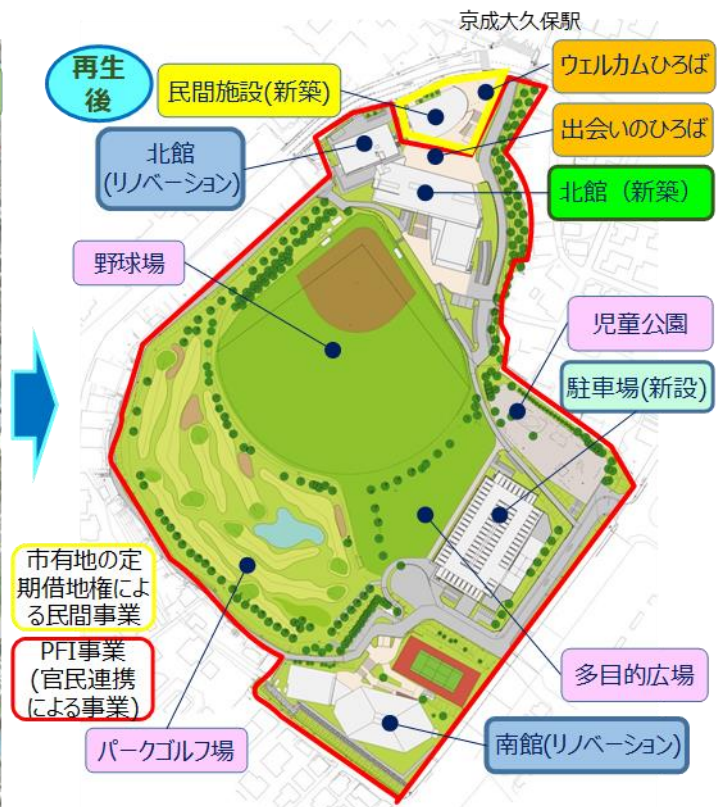 京成大久保駅
再生
後
民間施設(新築)
ウェルカムひろば
出会いのひろば
北館
(リノベーション)
北館（新築）
野球場
児童公園
駐車場(新設)
市有地の定
期借地権によ
る民間事業
PFI事業
(官民連携
による事業)
多目的広場
パークゴルフ場
南館(リノベーション)